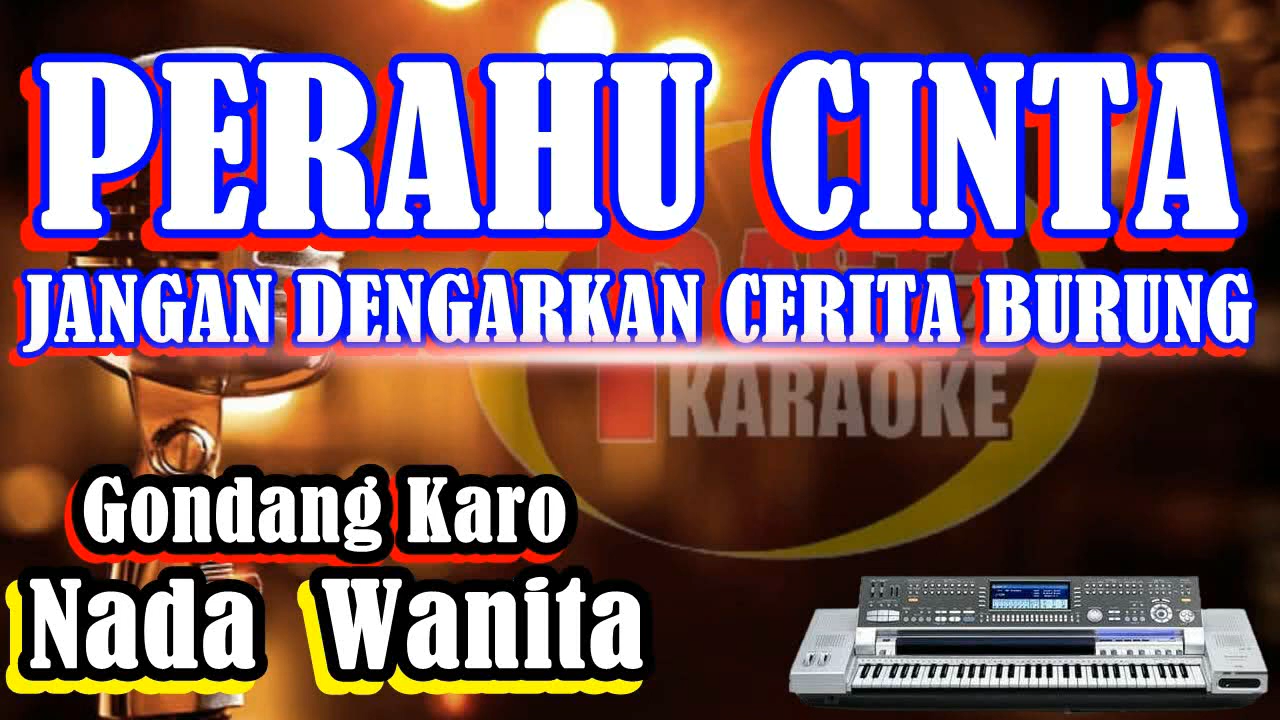 PERAHU CINTA
JANGAN DENGARKAN CERITA BURUNG
KARAOKE
Gondang Karo
Nada Wanita